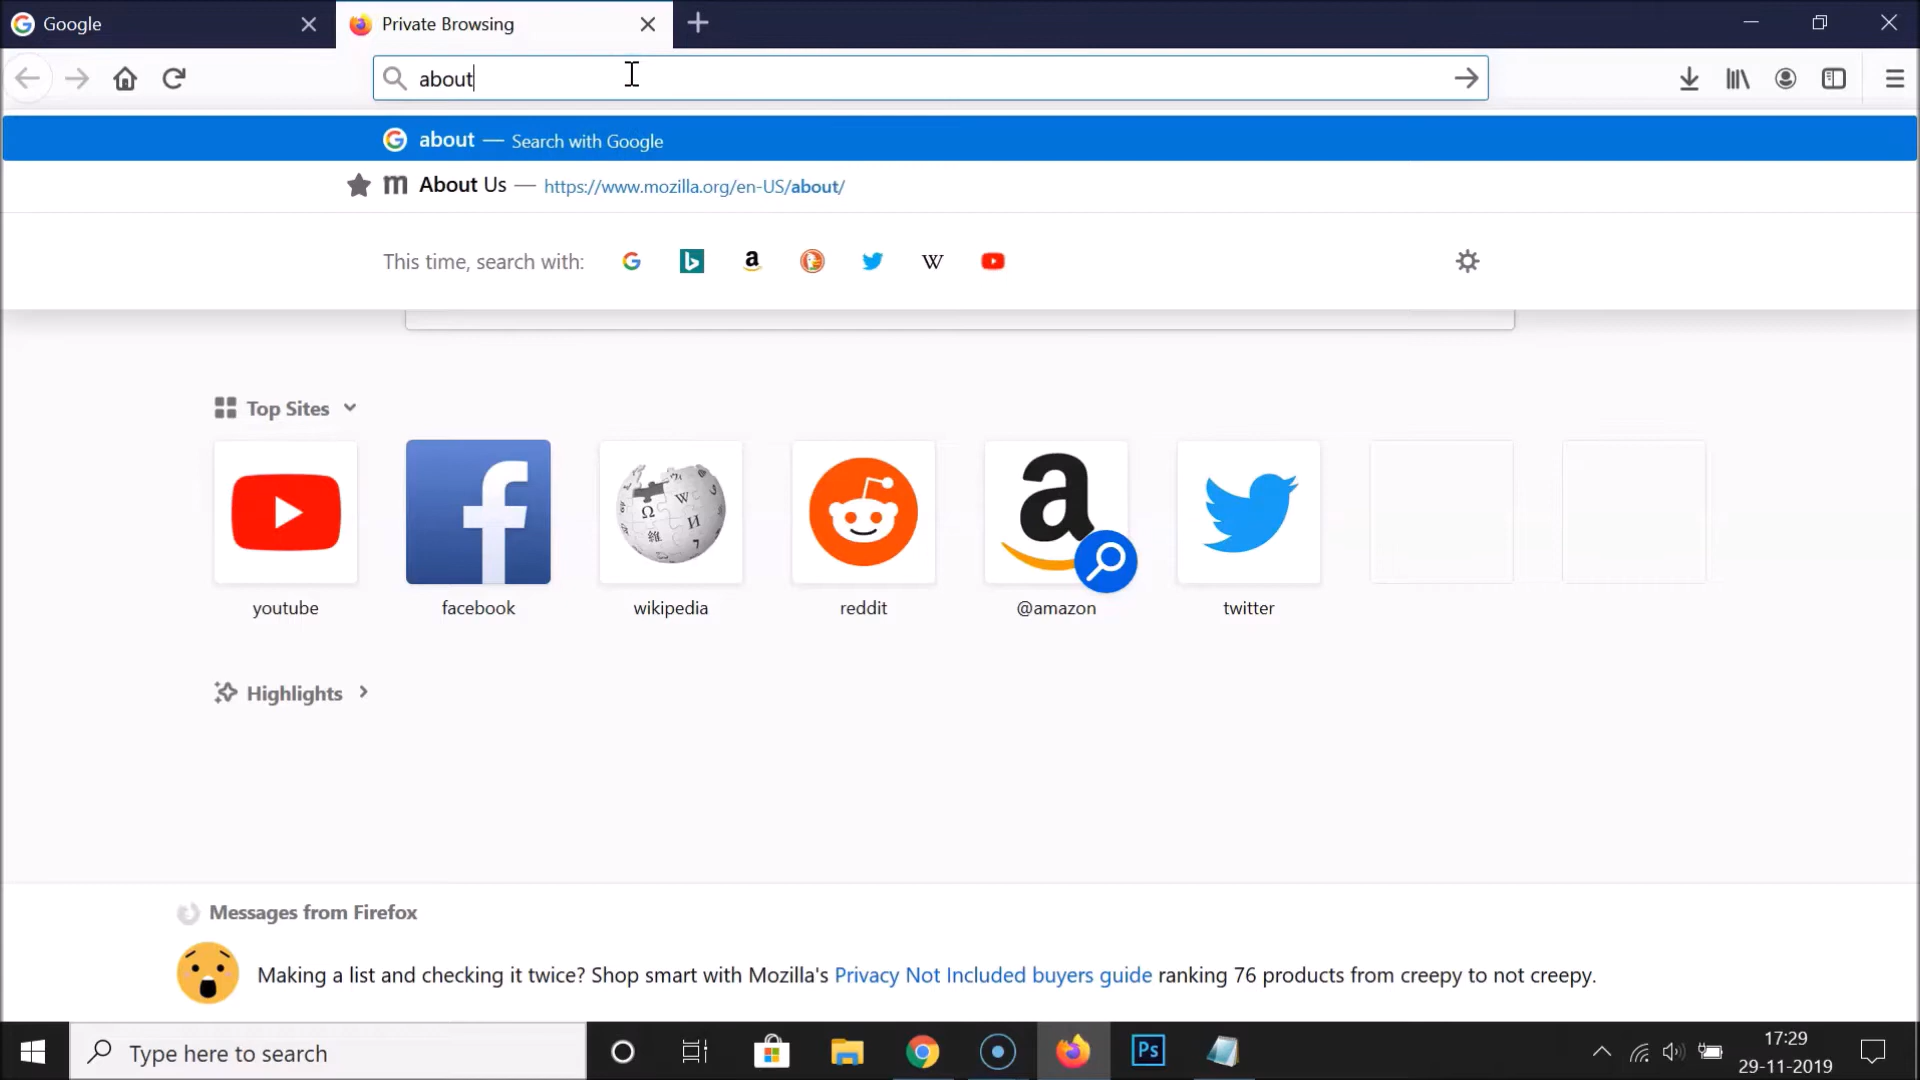 Google
Private Browsing
about
about — Search with Google
m About Us — https://www.mozilla.org/en-US/about/
This time, search with:
Top Sites
youtube
facebook
wikipedia
reddit
@amazon
twitter
Highlights
Messages from Firefox
Making a list and checking it twice? Shop smart with Mozilla's Privacy Not Included buyers guide ranking 76 products from creepy to not creepy.
Type here to search
Ps
17:29
29-11-2019